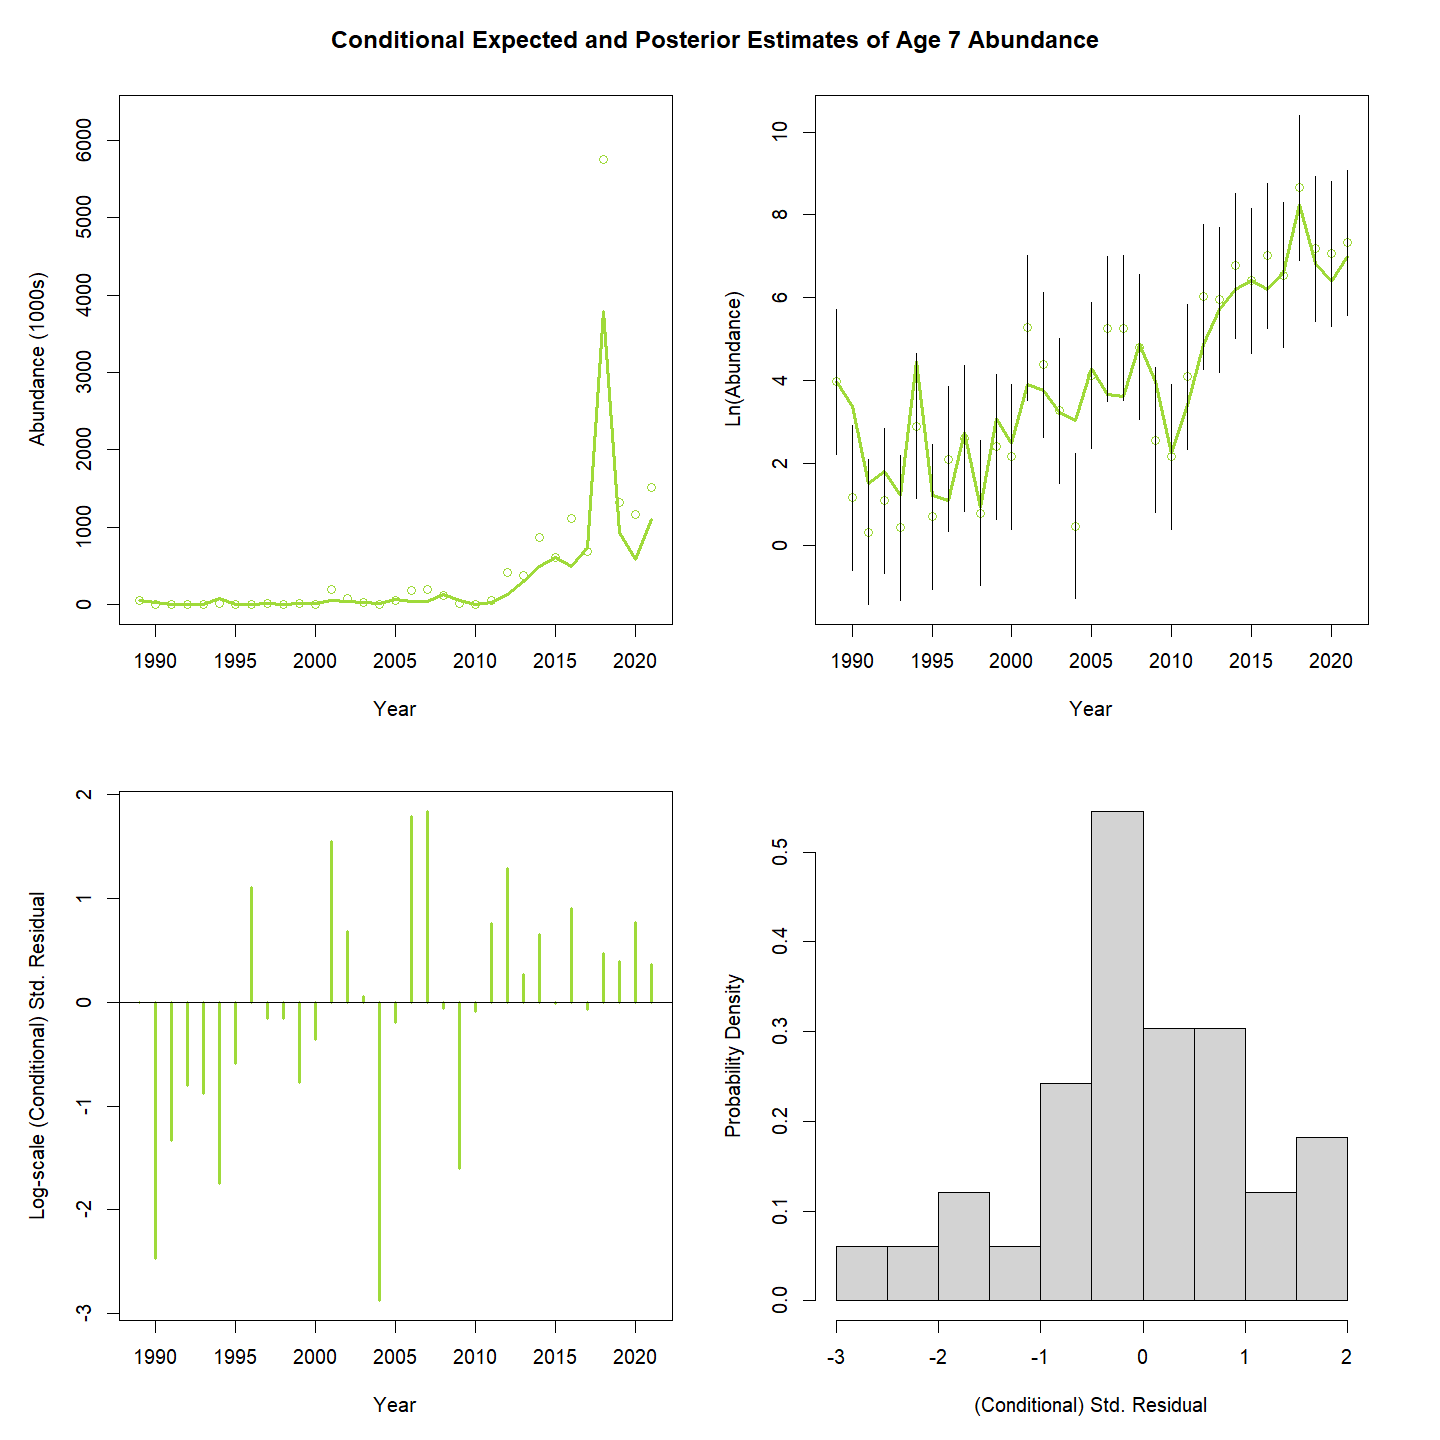 Conditional Expected and Posterior Estimates of Age 7 Abundance
Abundance (1000s)
6000
5000
4000
3000
2000
1000
0
1990 1995 2000 2005 2010 2015 2020
Year
Ln(Abundance)
10
8
6
4
2
0
1990 1995 2000 2005 2010 2015 2020
Year
Log-scale (Conditional) Std. Residual
2
1
0
-1
-2
-3
1990 1995 2000 2005 2010 2015 2020
Year
Probability Density
0.5
0.4
0.3
0.2
0.1
0.0
-3 -2 -1 0 1 2
(Conditional) Std. Residual